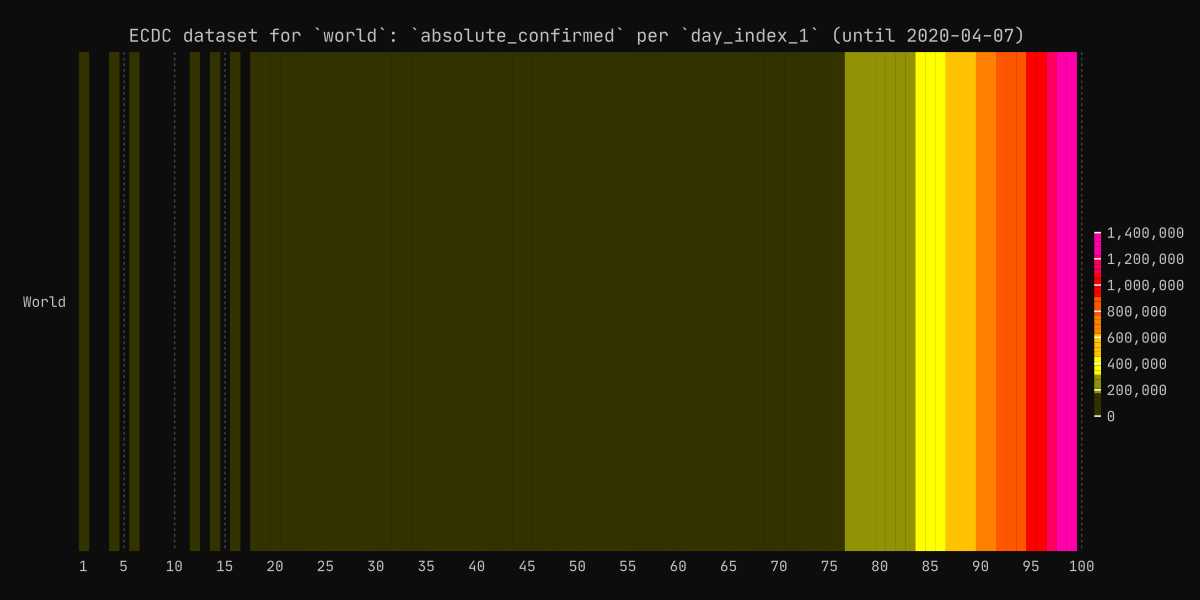 ECDC dataset for `world`: `absolute_confirmed` per `day_index_1` (until 2020-04-07)
1,400,000
1,200,000
1,000,000
800,000
600,000
400,000
200,000
0
World
1 5 10 15 20 25 30 35 40 45 50 55 60 65 70 75 80 85 90 95 100